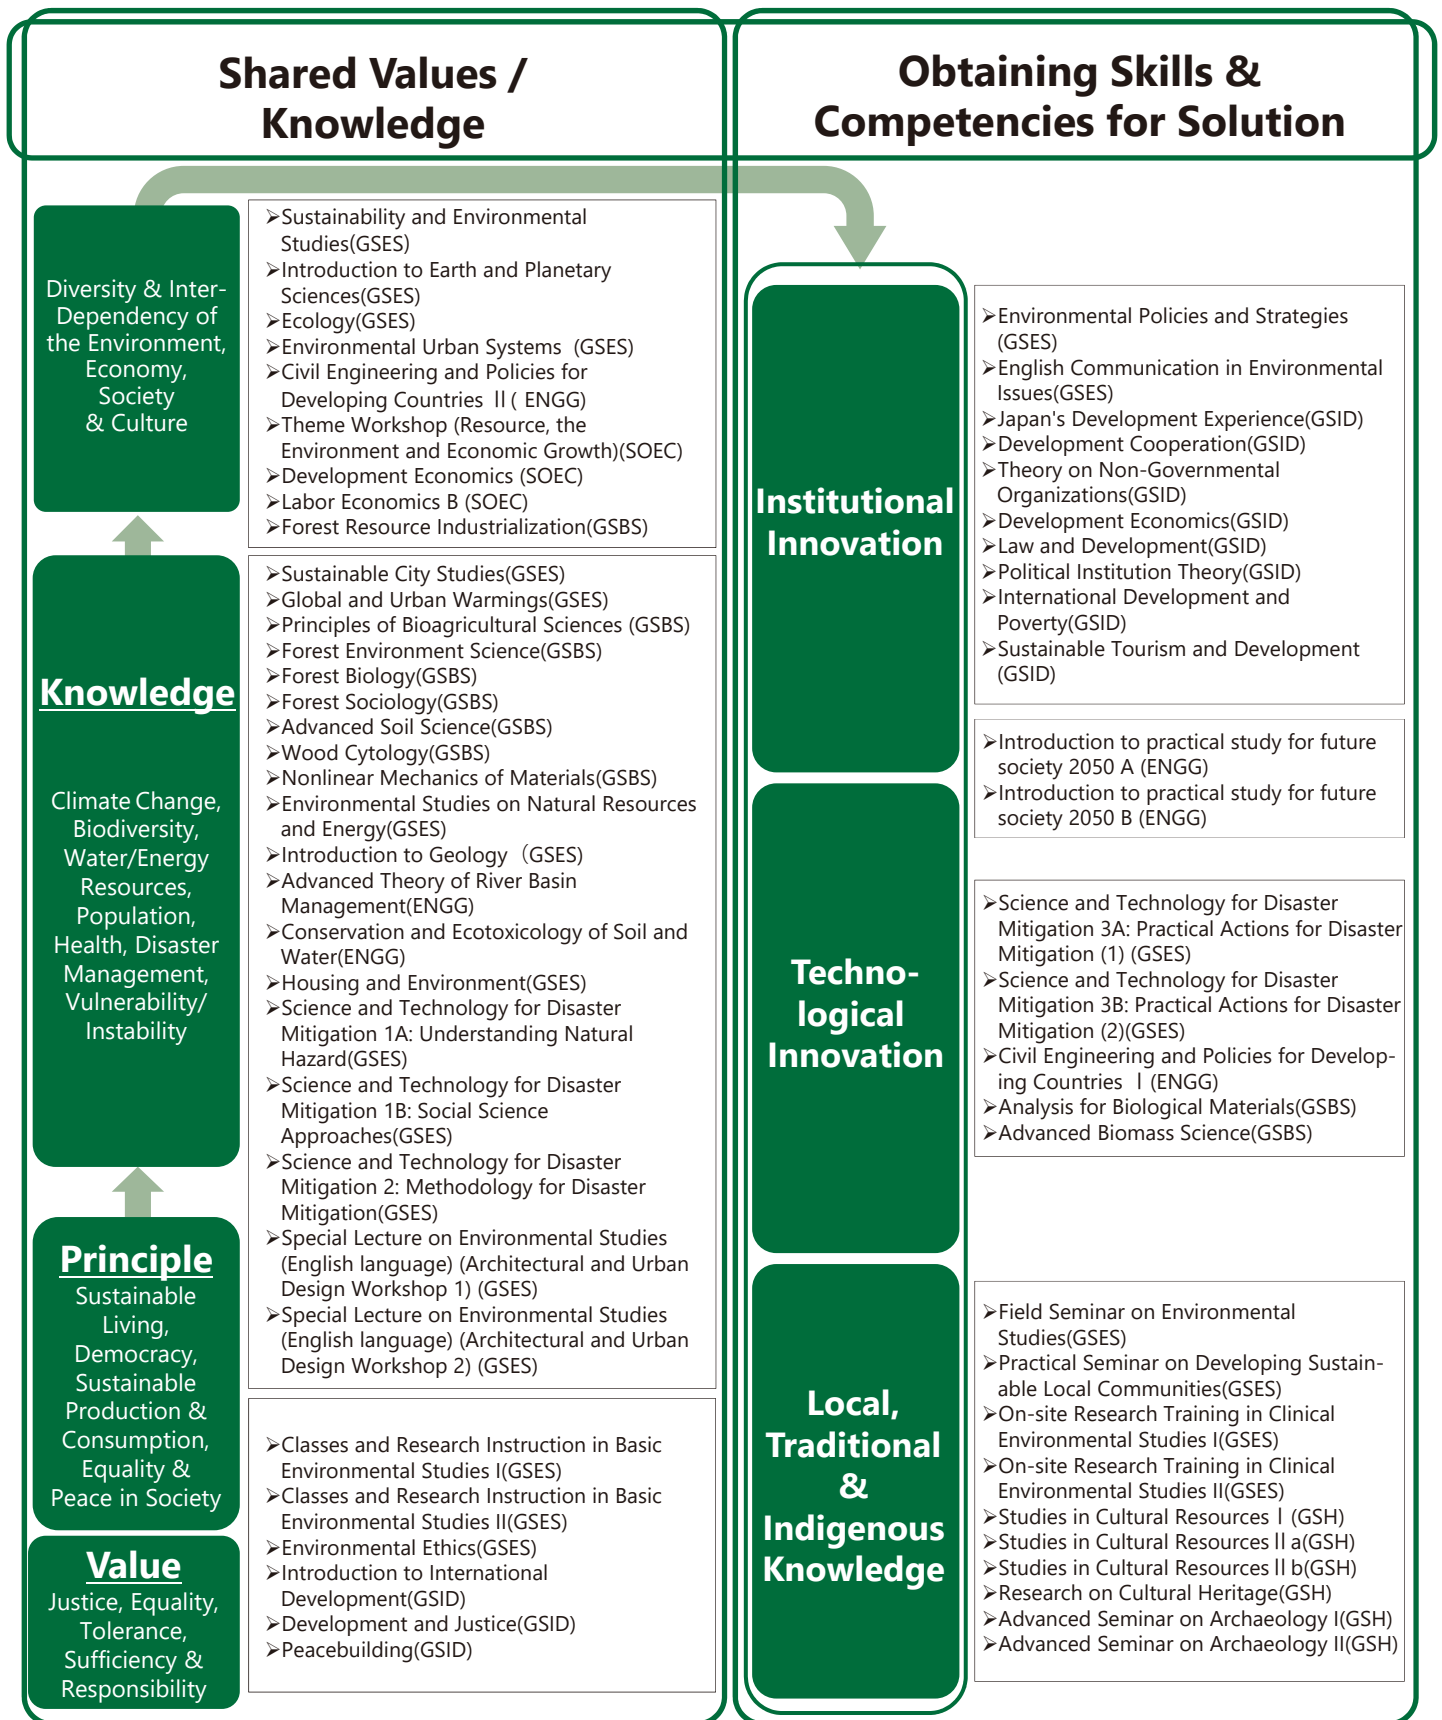 Shared Values /
Knowledge
Obtaining Skills &
Competencies for Solution
Diversity & Inter-
Dependency of
the Environment,
Economy,
Society
& Culture
➢Sustainability and Environmental
Studies(GSES)
➢Introduction to Earth and Planetary
Sciences(GSES)
➢Ecology(GSES)
➢Environmental Urban Systems (GSES)
➢Civil Engineering and Policies for
Developing Countries Ⅱ( ENGG)
➢Theme Workshop (Resource, the
Environment and Economic Growth)(SOEC)
➢Development Economics (SOEC)
➢Labor Economics B (SOEC)
➢Forest Resource Industrialization(GSBS)
Knowledge
Climate Change,
Biodiversity,
Water/Energy
Resources,
Population,
Health, Disaster
Management,
Vulnerability/
Instability
➢Sustainable City Studies(GSES)
➢Global and Urban Warmings(GSES)
➢Principles of Bioagricultural Sciences (GSBS)
➢Forest Environment Science(GSBS)
➢Forest Biology(GSBS)
➢Forest Sociology(GSBS)
➢Advanced Soil Science(GSBS)
➢Wood Cytology(GSBS)
➢Nonlinear Mechanics of Materials(GSBS)
➢Environmental Studies on Natural Resources
and Energy(GSES)
➢Introduction to Geology（GSES)
➢Advanced Theory of River Basin
Management(ENGG)
➢Conservation and Ecotoxicology of Soil and
Water(ENGG)
➢Housing and Environment(GSES)
➢Science and Technology for Disaster
Mitigation 1A: Understanding Natural
Hazard(GSES)
➢Science and Technology for Disaster
Mitigation 1B: Social Science
Approaches(GSES)
➢Science and Technology for Disaster
Mitigation 2: Methodology for Disaster
Mitigation(GSES)
➢Special Lecture on Environmental Studies
(English language) (Architectural and Urban
Design Workshop 1) (GSES)
➢Special Lecture on Environmental Studies
(English language) (Architectural and Urban
Design Workshop 2) (GSES)
Principle
Sustainable
Living,
Democracy,
Sustainable
Production &
Consumption,
Equality &
Peace in Society
Value
Justice, Equality,
Tolerance,
Sufficiency &
Responsibility
➢Classes and Research Instruction in Basic
Environmental Studies I(GSES)
➢Classes and Research Instruction in Basic
Environmental Studies II(GSES)
➢Environmental Ethics(GSES)
➢Introduction to International
Development(GSID)
➢Development and Justice(GSID)
➢Peacebuilding(GSID)
Institutional
Innovation
➢Environmental Policies and Strategies
(GSES)
➢English Communication in Environmental
Issues(GSES)
➢Japan's Development Experience(GSID)
➢Development Cooperation(GSID)
➢Theory on Non-Governmental
Organizations(GSID)
➢Development Economics(GSID)
➢Law and Development(GSID)
➢Political Institution Theory(GSID)
➢International Development and
Poverty(GSID)
➢Sustainable Tourism and Development
(GSID)
➢Introduction to practical study for future
society 2050 A (ENGG)
➢Introduction to practical study for future
society 2050 B (ENGG)
Techno-
logical
Innovation
➢Science and Technology for Disaster
Mitigation 3A: Practical Actions for Disaster
Mitigation (1) (GSES)
➢Science and Technology for Disaster
Mitigation 3B: Practical Actions for Disaster
Mitigation (2)(GSES)
➢Civil Engineering and Policies for Develop-
ing Countries Ⅰ (ENGG)
➢Analysis for Biological Materials(GSBS)
➢Advanced Biomass Science(GSBS)
Local,
Traditional
&
Indigenous
Knowledge
➢Field Seminar on Environmental
Studies(GSES)
➢Practical Seminar on Developing Sustain-
able Local Communities(GSES)
➢On-site Research Training in Clinical
Environmental Studies I(GSES)
➢On-site Research Training in Clinical
Environmental Studies II(GSES)
➢Studies in Cultural Resources Ⅰ (GSH)
➢Studies in Cultural Resources Ⅱ a(GSH)
➢Studies in Cultural Resources Ⅱ b(GSH)
➢Research on Cultural Heritage(GSH)
➢Advanced Seminar on Archaeology I(GSH)
➢Advanced Seminar on Archaeology II(GSH)